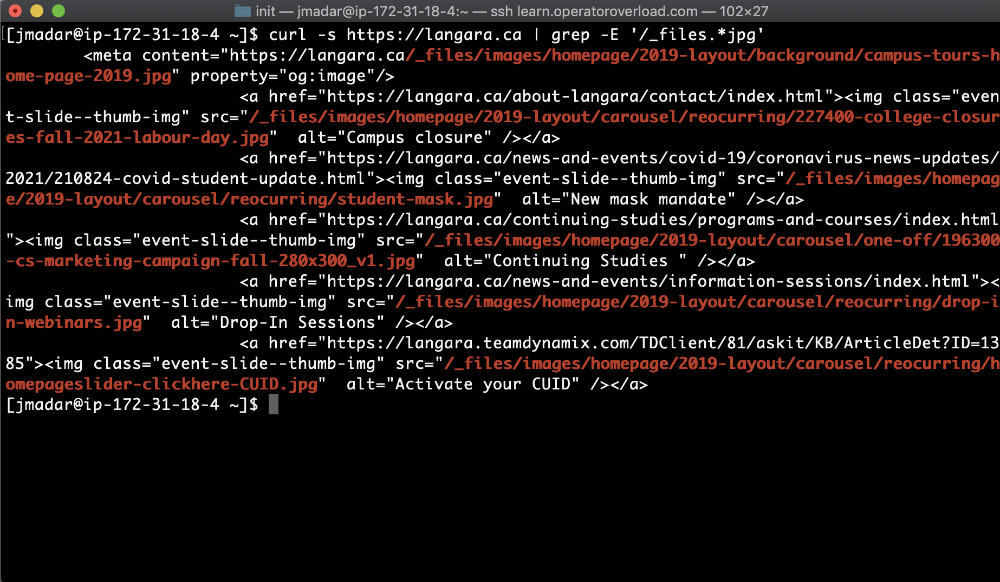 init — jmadar@ip-172-31-18-4:~ — ssh learn.operatoroverload.com — 102×27
[jmadar@ip-172-31-18-4 ~]$ curl -s https://langara.ca | grep -E '/_files.*jpg'
<meta content="https://langara.ca/_files/images/homepage/2019-layout/background/campus-tours-h
ome-page-2019.jpg" property="og:image"/>
<a href="https://langara.ca/about-langara/contact/index.html"><img class="even
t-slide--thumb-img" src="/_files/images/homepage/2019-layout/carousel/reocurring/227400-college-closur
es-fall-2021-labour-day.jpg"  alt="Campus closure" /></a>
<a href="https://langara.ca/news-and-events/covid-19/coronavirus-news-updates/
2021/210824-covid-student-update.html"><img class="event-slide--thumb-img" src="/_files/images/homepag
e/2019-layout/carousel/reocurring/student-mask.jpg"  alt="New mask mandate" /></a>
<a href="https://langara.ca/continuing-studies/programs-and-courses/index.html
"><img class="event-slide--thumb-img" src="/_files/images/homepage/2019-layout/carousel/one-off/196300
-cs-marketing-campaign-fall-280x300_v1.jpg"  alt="Continuing Studies " /></a>
<a href="https://langara.ca/news-and-events/information-sessions/index.html"><
img class="event-slide--thumb-img" src="/_files/images/homepage/2019-layout/carousel/reocurring/drop-i
n-webinars.jpg"  alt="Drop-In Sessions" /></a>
<a href="https://langara.teamdynamix.com/TDClient/81/askit/KB/ArticleDet?ID=13
85"><img class="event-slide--thumb-img" src="/_files/images/homepage/2019-layout/carousel/reocurring/h
omepageslider-clickhere-CUID.jpg"  alt="Activate your CUID" /></a>
[jmadar@ip-172-31-18-4 ~]$